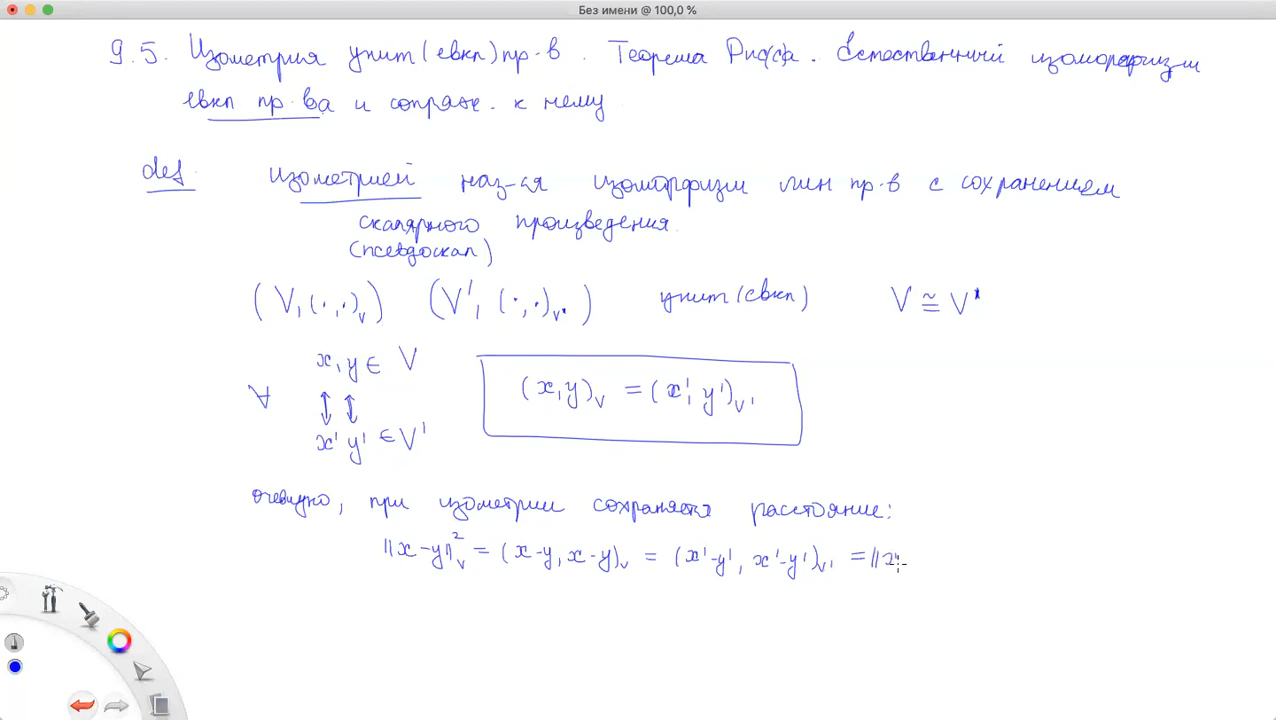 Без имени @ 100,0 %
9.5. Изометрия унит(евкл)пр-в. Теорема Рисса. Естественный изоморфизм
евкл пр-ва и сопряж. к нему
def. изометрией наз-ся изоморфизм лин пр-в с сохранением
скалярного произведения.
(псевдоскал)
(V, (·,·)_V) (V', (·,·)_V') унит(евкл) V ≅ V'
x, y ∈ V
∀ ↕ ↕ (x, y)_V = (x', y')_V'
x' y' ∈ V'
очевидно, при изометрии сохраняется расстояние:
||x-y||²_V = (x-y, x-y)_V = (x'-y', x'-y')_V' = ||x'-